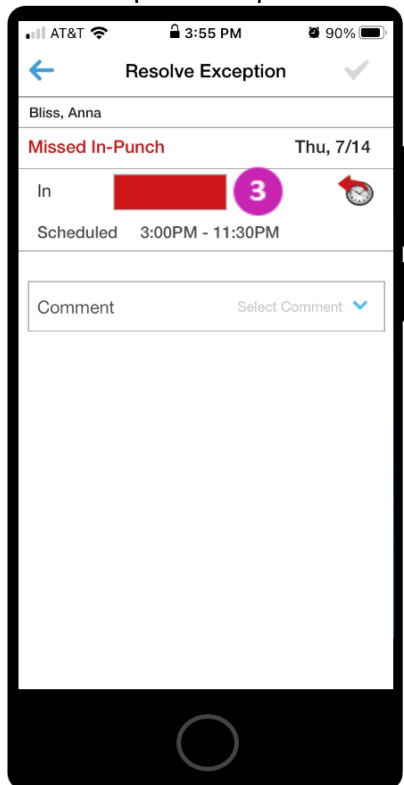 AT&T 3:55 PM 90%
Resolve Exception
Bliss, Anna
Missed In-Punch Thu, 7/14
In 3
Scheduled 3:00PM - 11:30PM
Comment Select Comment